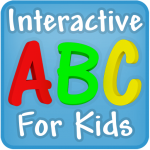 Interactive
ABC
For Kids